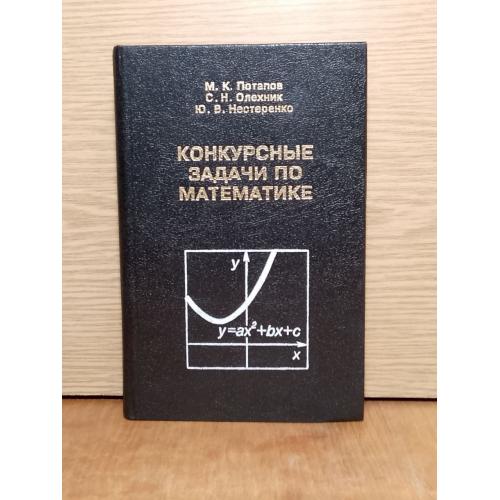 М. К. Потапов
С. Н. Олехник
Ю. В. Нестеренко
КОНКУРСНЫЕ
ЗАДАЧИ ПО
МАТЕМАТИКЕ
y
y=ax²+bx+c
x